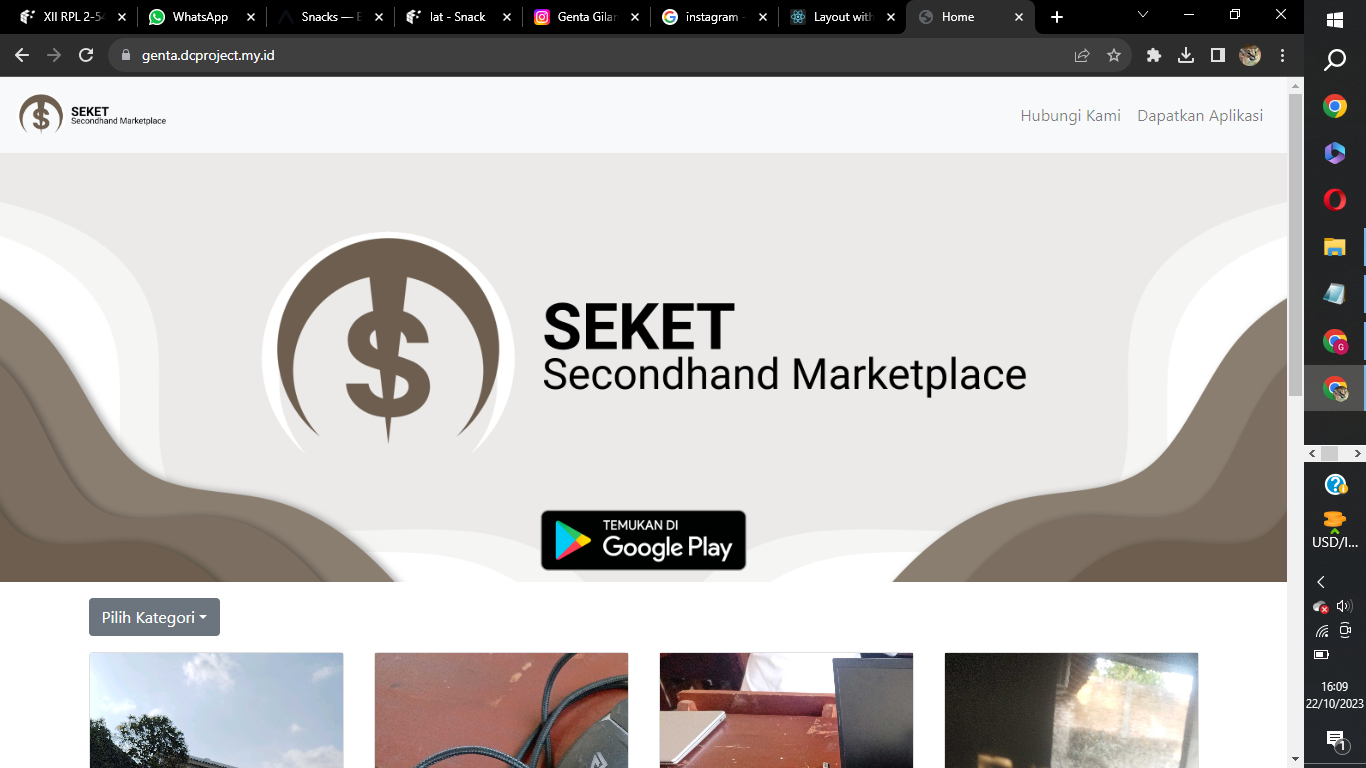 XII RPL 2-54
WhatsApp
Snacks — E
lat - Snack
Genta Gilan
instagram -
Layout with
Home
genta.dcproject.my.id
SEKET
Secondhand Marketplace
Hubungi Kami
Dapatkan Aplikasi
SEKET
Secondhand Marketplace
TEMUKAN DI
Google Play
Pilih Kategori
USD/I...
16:09
22/10/2023
1